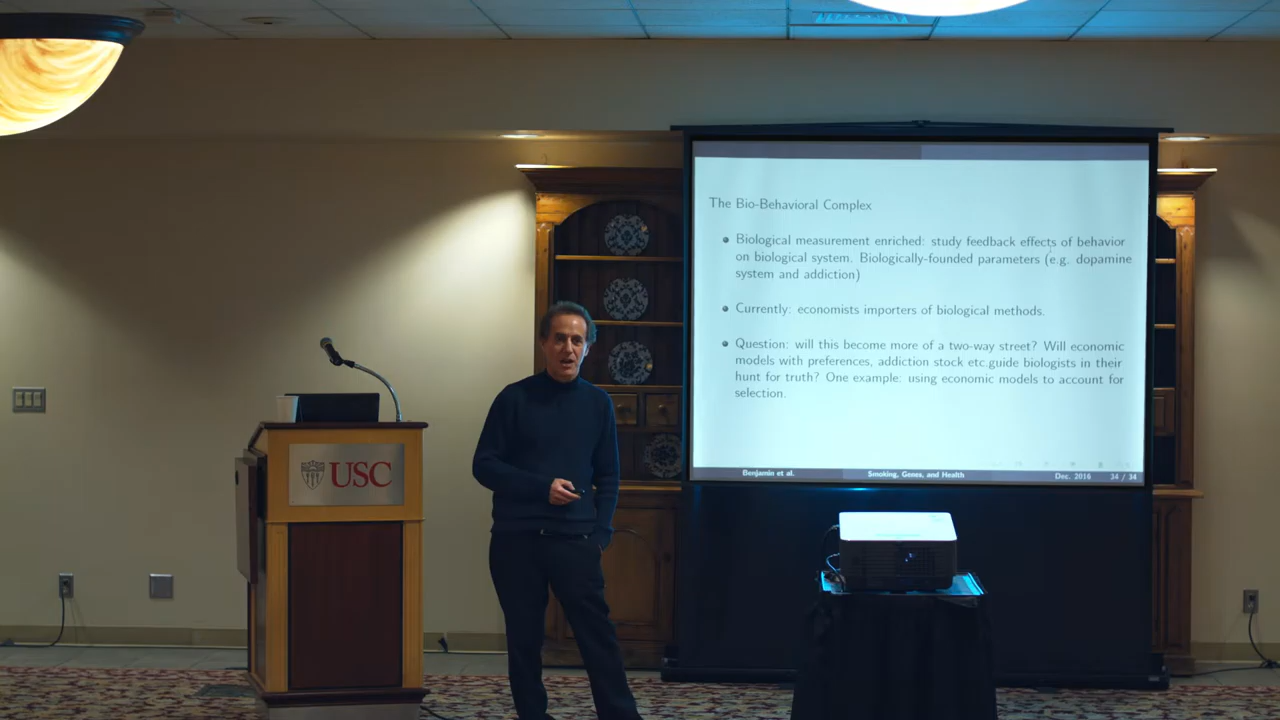 USC
The Bio-Behavioral Complex
Biological measurement enriched: study feedback effects of behavior
on biological system. Biologically-founded parameters (e.g. dopamine
system and addiction)
Currently: economists importers of biological methods.
Question: will this become more of a two-way street? Will economic
models with preferences, addiction stock etc.guide biologists in their
hunt for truth? One example: using economic models to account for
selection.
Benjamin et al. Smoking, Genes, and Health Dec. 2016 34 / 34